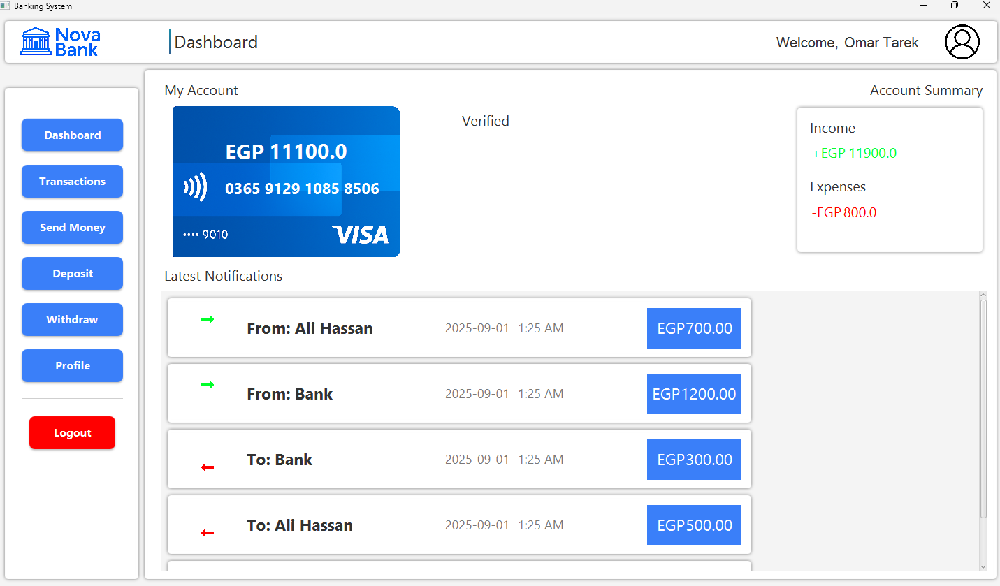 Banking System
Nova
Bank
Dashboard
Welcome, Omar Tarek
Dashboard
Transactions
Send Money
Deposit
Withdraw
Profile
Logout
My Account
EGP 11100.0
0365 9129 1085 8506
•••• 9010
VISA
Verified
Account Summary
Income
+EGP 11900.0
Expenses
-EGP 800.0
Latest Notifications
From: Ali Hassan 2025-09-01 1:25 AM EGP700.00
From: Bank 2025-09-01 1:25 AM EGP1200.00
To: Bank 2025-09-01 1:25 AM EGP300.00
To: Ali Hassan 2025-09-01 1:25 AM EGP500.00